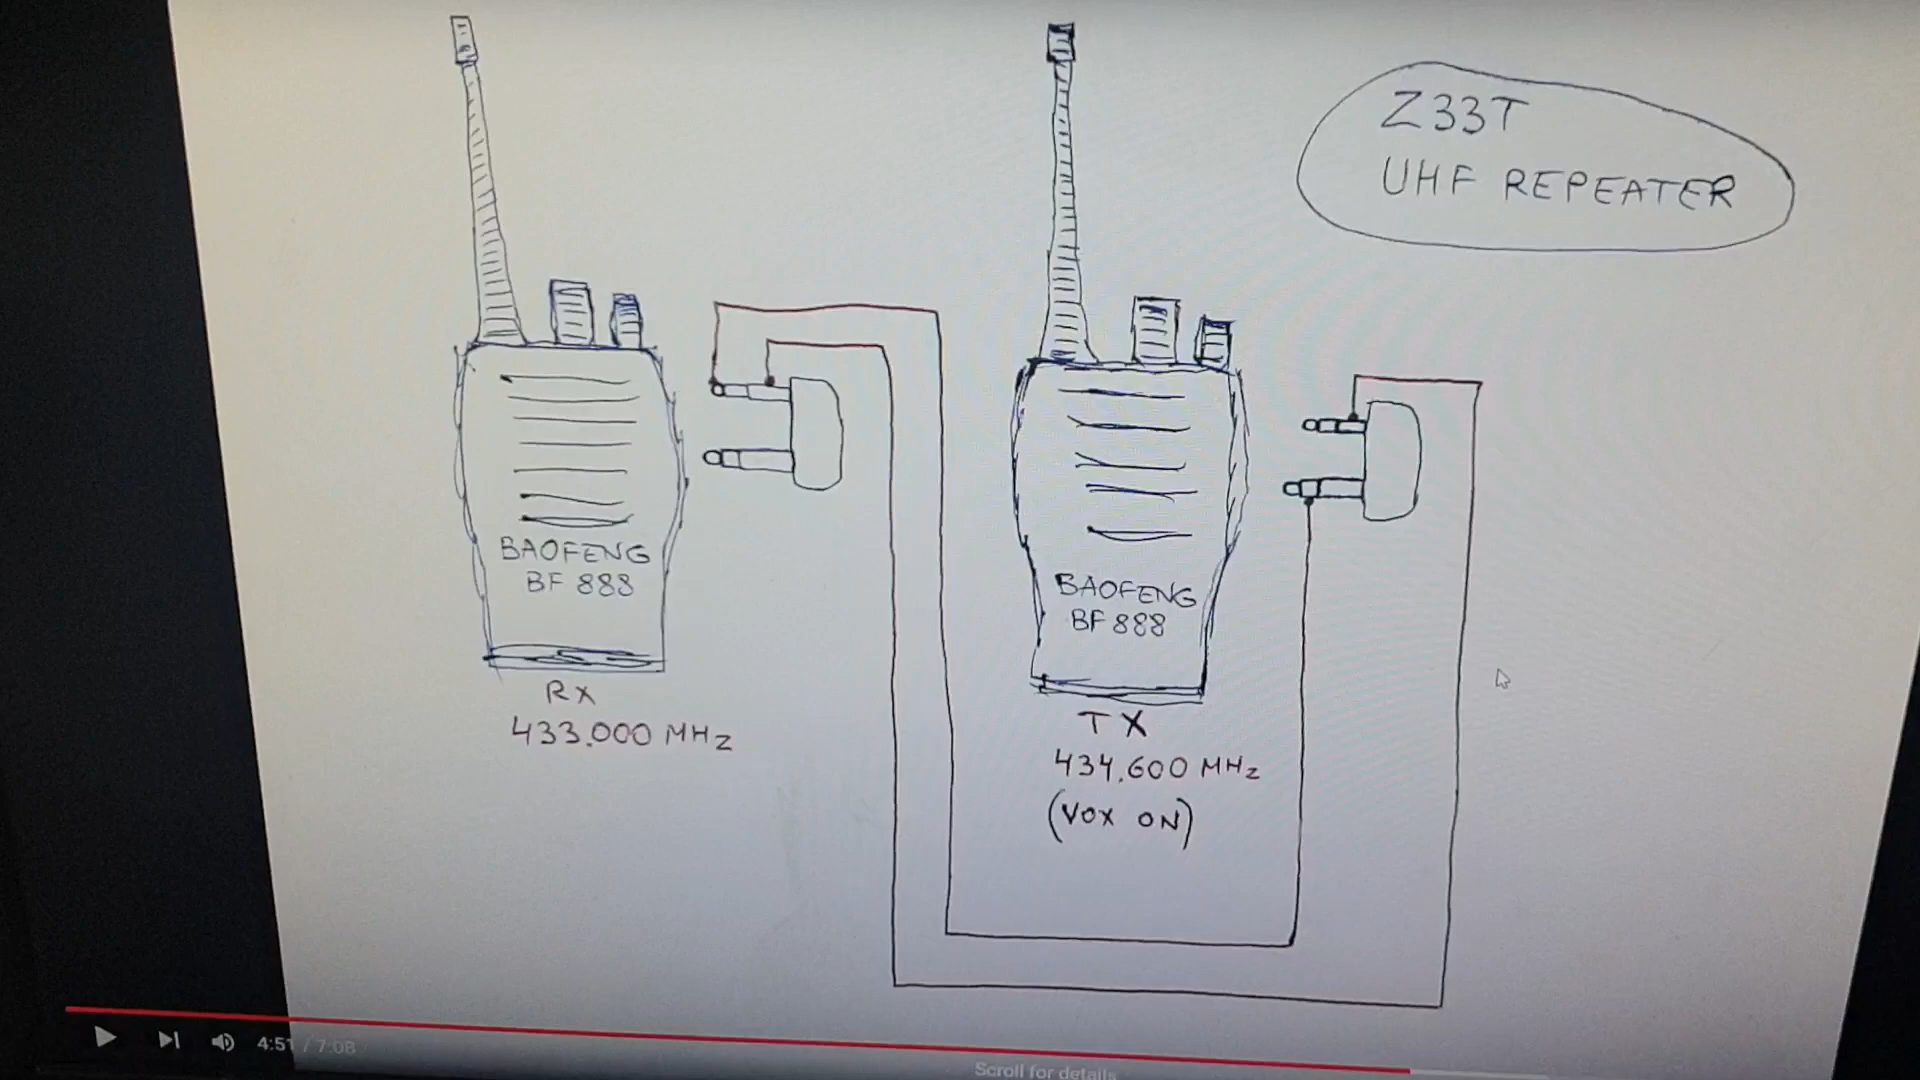 Z33T
UHF REPEATER
BAOFENG
BF 888
RX
433.000 MHz
BAOFENG
BF 888
TX
434.600 MHz
(VOX ON)
4:51 / 7:08
Scroll for details